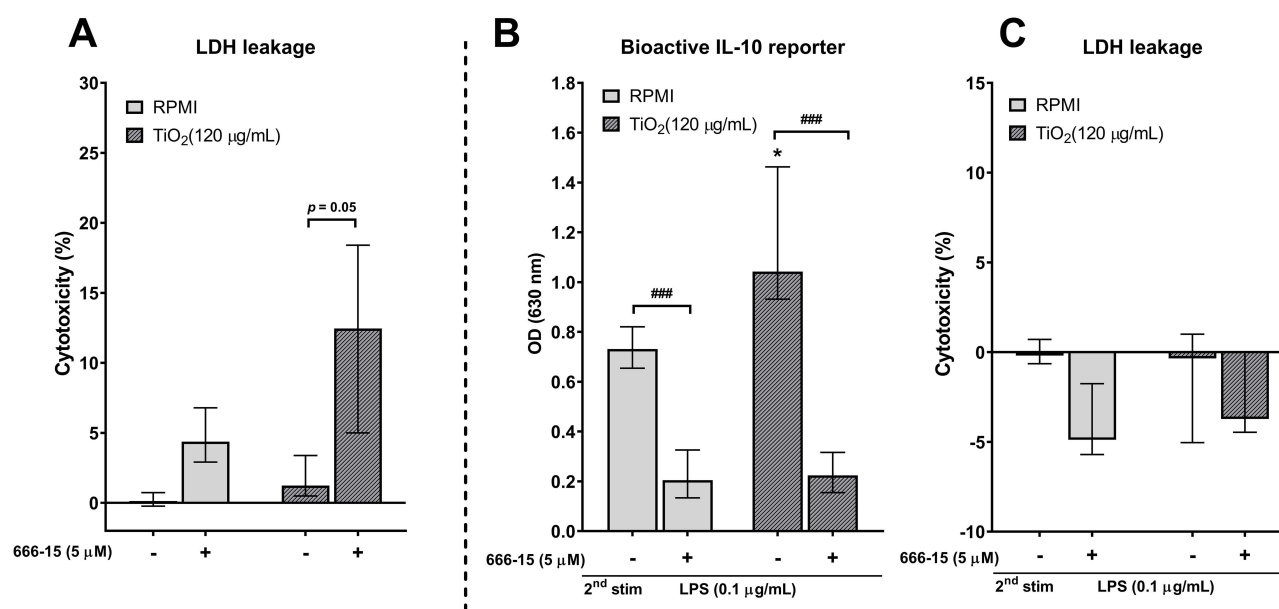 A
LDH leakage
30
25
20
15
10
5
0
Cytotoxicity (%)
RPMI
TiO₂(120 μg/mL)
p = 0.05
666-15 (5 μM)
- + - +
B
Bioactive IL-10 reporter
1.8
1.6
1.4
1.2
1.0
0.8
0.6
0.4
0.2
0.0
OD (630 nm)
RPMI
TiO₂(120 μg/mL)
###
*
###
666-15 (5 μM)
- + - +
2ⁿᵈ stim LPS (0.1 μg/mL)
C
LDH leakage
15
10
5
0
-5
-10
Cytotoxicity (%)
RPMI
TiO₂(120 μg/mL)
666-15 (5 μM)
- + - +
2ⁿᵈ stim LPS (0.1 μg/mL)